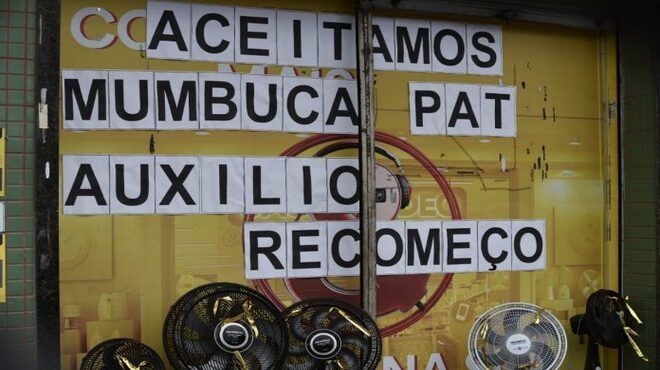 ACEITAMOS
MUMBUCA PAT
AUXILIO
RECOMEÇO